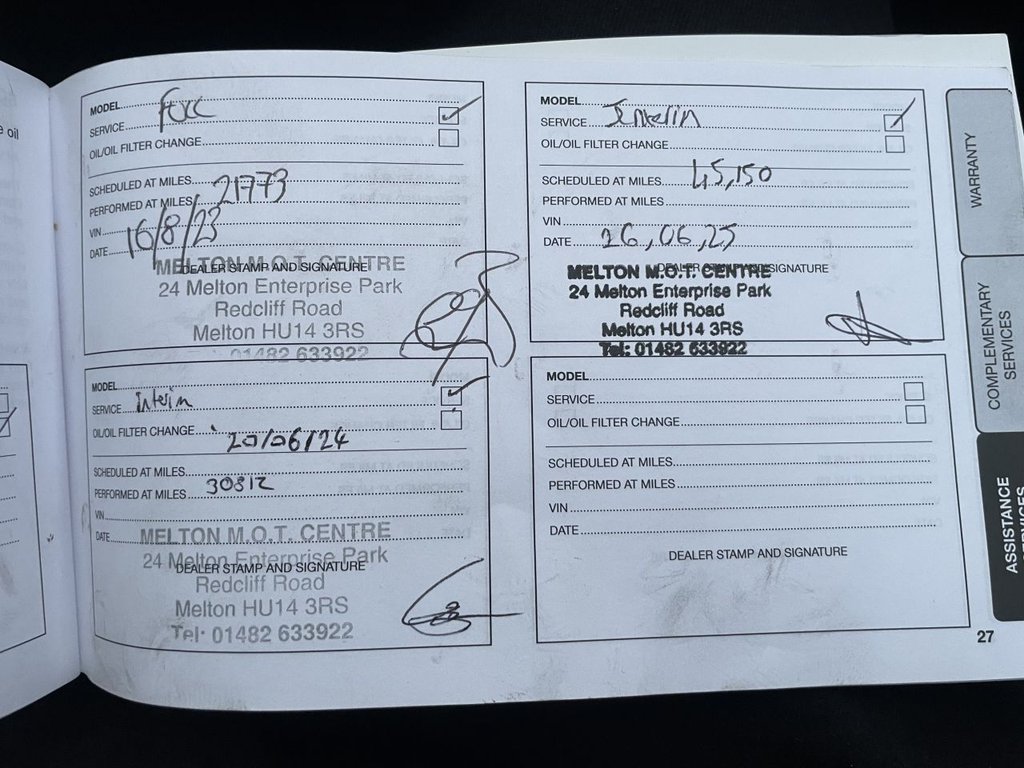 e oil
MODEL
SERVICE Full
OIL/OIL FILTER CHANGE
SCHEDULED AT MILES 21773
PERFORMED AT MILES
VIN
DATE 16/8/23
DEALER STAMP AND SIGNATURE
MELTON M.O.T. CENTRE
24 Melton Enterprise Park
Redcliff Road
Melton HU14 3RS
01482 633922
MODEL
SERVICE Interim
OIL/OIL FILTER CHANGE 20/06/24
SCHEDULED AT MILES
PERFORMED AT MILES 30312
VIN
DATE
MELTON M.O.T. CENTRE
24 Melton Enterprise Park
DEALER STAMP AND SIGNATURE
Redcliff Road
Melton HU14 3RS
Tel: 01482 633922
MODEL
SERVICE Interim
OIL/OIL FILTER CHANGE
SCHEDULED AT MILES 45,150
PERFORMED AT MILES
VIN
DATE 26,06,25
DEALER STAMP AND SIGNATURE
MELTON M.O.T. CENTRE
24 Melton Enterprise Park
Redcliff Road
Melton HU14 3RS
Tel: 01482 633922
MODEL
SERVICE
OIL/OIL FILTER CHANGE
SCHEDULED AT MILES
PERFORMED AT MILES
VIN
DATE
DEALER STAMP AND SIGNATURE
27
WARRANTY
COMPLEMENTARY
SERVICES
ASSISTANCE
SERVICES